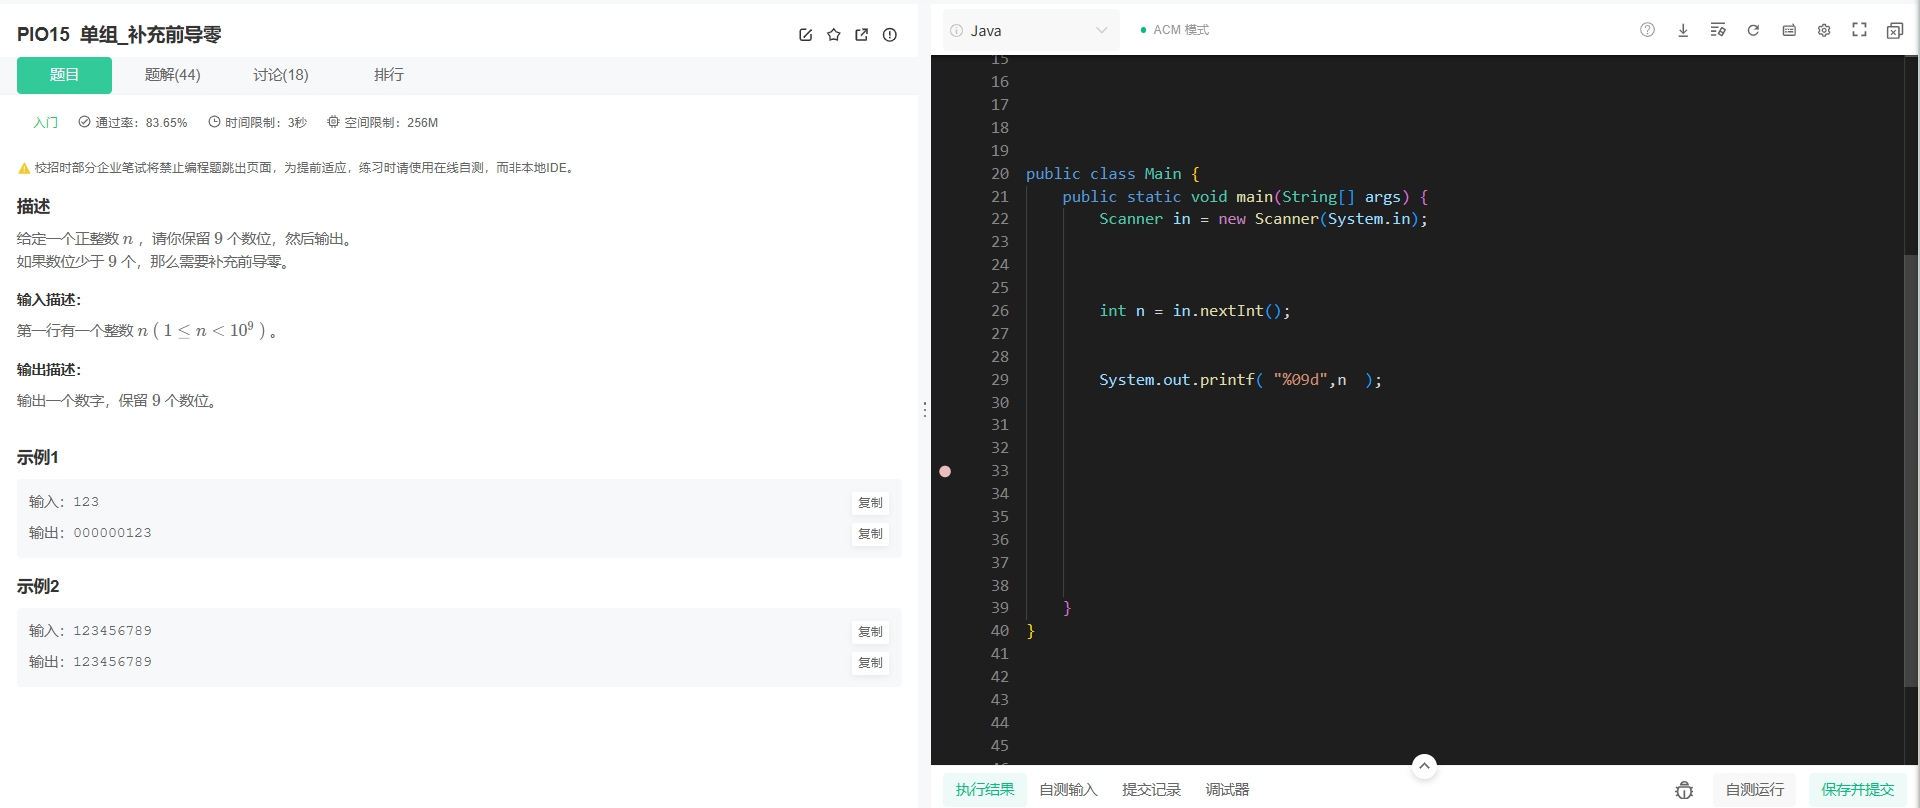 PIO15 单组_补充前导零
题目 题解(44) 讨论(18) 排行
入门 通过率：83.65% 时间限制：3秒 空间限制：256M
校招时部分企业笔试将禁止编程题跳出页面，为提前适应，练习时请使用在线自测，而非本地IDE。
描述
给定一个正整数 n ，请你保留 9 个数位，然后输出。
如果数位少于 9 个，那么需要补充前导零。
输入描述：
第一行有一个整数 n ( 1 ≤ n < 10⁹ ) 。
输出描述：
输出一个数字，保留 9 个数位。
示例1
输入：123
复制
输出：000000123
复制
示例2
输入：123456789
复制
输出：123456789
复制
Java
ACM 模式
15
16
17
18
19
20 public class Main {
21     public static void main(String[] args) {
22         Scanner in = new Scanner(System.in);
23
24
25
26         int n = in.nextInt();
27
28
29         System.out.printf( "%09d",n  );
30
31
32
33
34
35
36
37
38
39     }
40 }
41
42
43
44
45
执行结果 自测输入 提交记录 调试器
自测运行 保存并提交